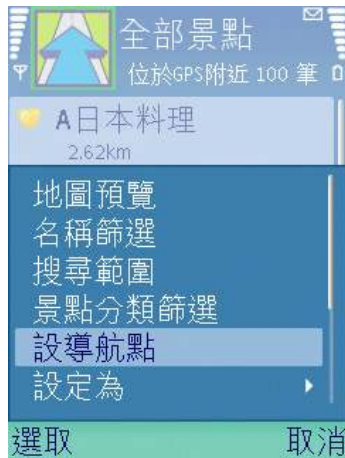 全部景點
位於GPS附近 100 筆
A日本料理
2.62km
地圖預覽
名稱篩選
搜尋範圍
景點分類篩選
設導航點
設定為
選取 取消